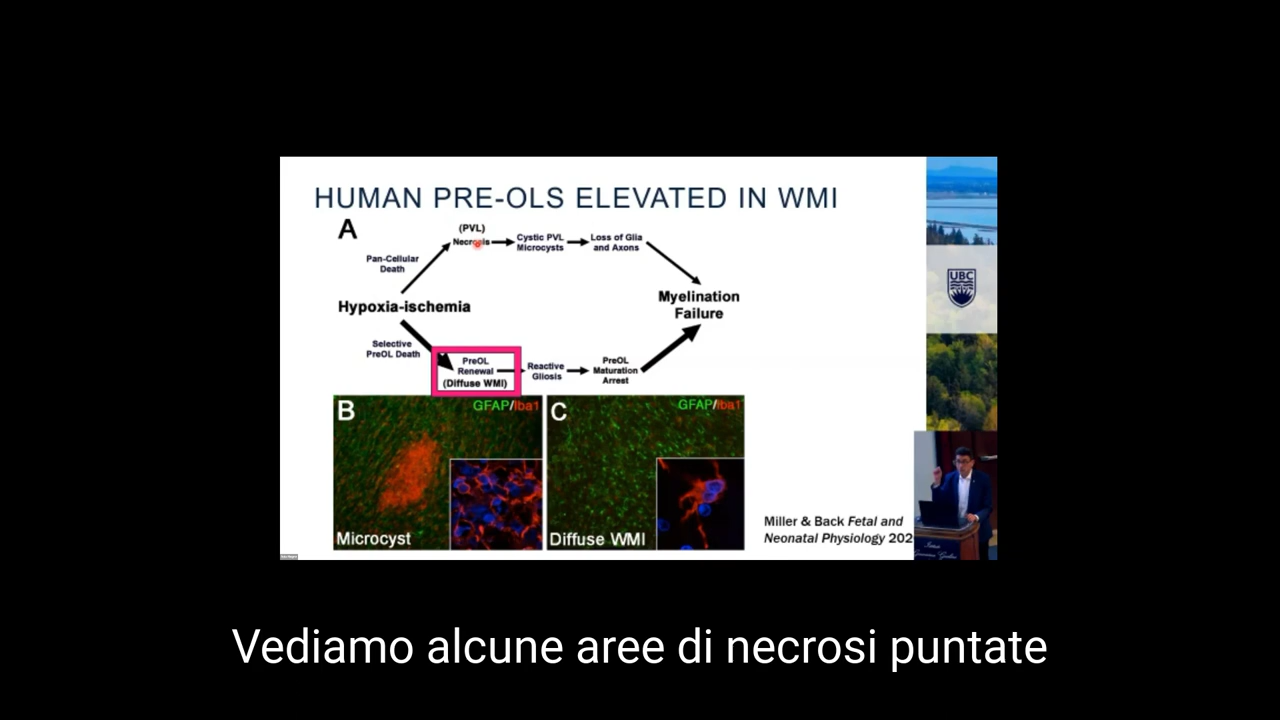 HUMAN PRE-OLS ELEVATED IN WMI
A
(PVL)
Necrosis
Cystic PVL
Microcysts
Loss of Glia
and Axons
Pan-Cellular
Death
Hypoxia-ischemia
Myelination
Failure
Selective
PreOL Death
PreOL
Renewal
(Diffuse WMI)
Reactive
Gliosis
PreOL
Maturation
Arrest
B
GFAP/Iba1
Microcyst
C
GFAP/Iba1
Diffuse WMI
Miller & Back Fetal and
Neonatal Physiology 202
UBC
Vediamo alcune aree di necrosi puntate